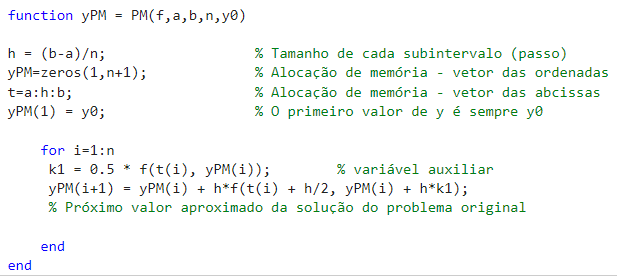 function yPM = PM(f,a,b,n,y0)
h = (b-a)/n; % Tamanho de cada subintervalo (passo)
yPM=zeros(1,n+1); % Alocação de memória - vetor das ordenadas
t=a:h:b; % Alocação de memória - vetor das abcissas
yPM(1) = y0; % O primeiro valor de y é sempre y0
for i=1:n
k1 = 0.5 * f(t(i), yPM(i)); % variável auxiliar
yPM(i+1) = yPM(i) + h*f(t(i) + h/2, yPM(i) + h*k1);
% Próximo valor aproximado da solução do problema original
end
end